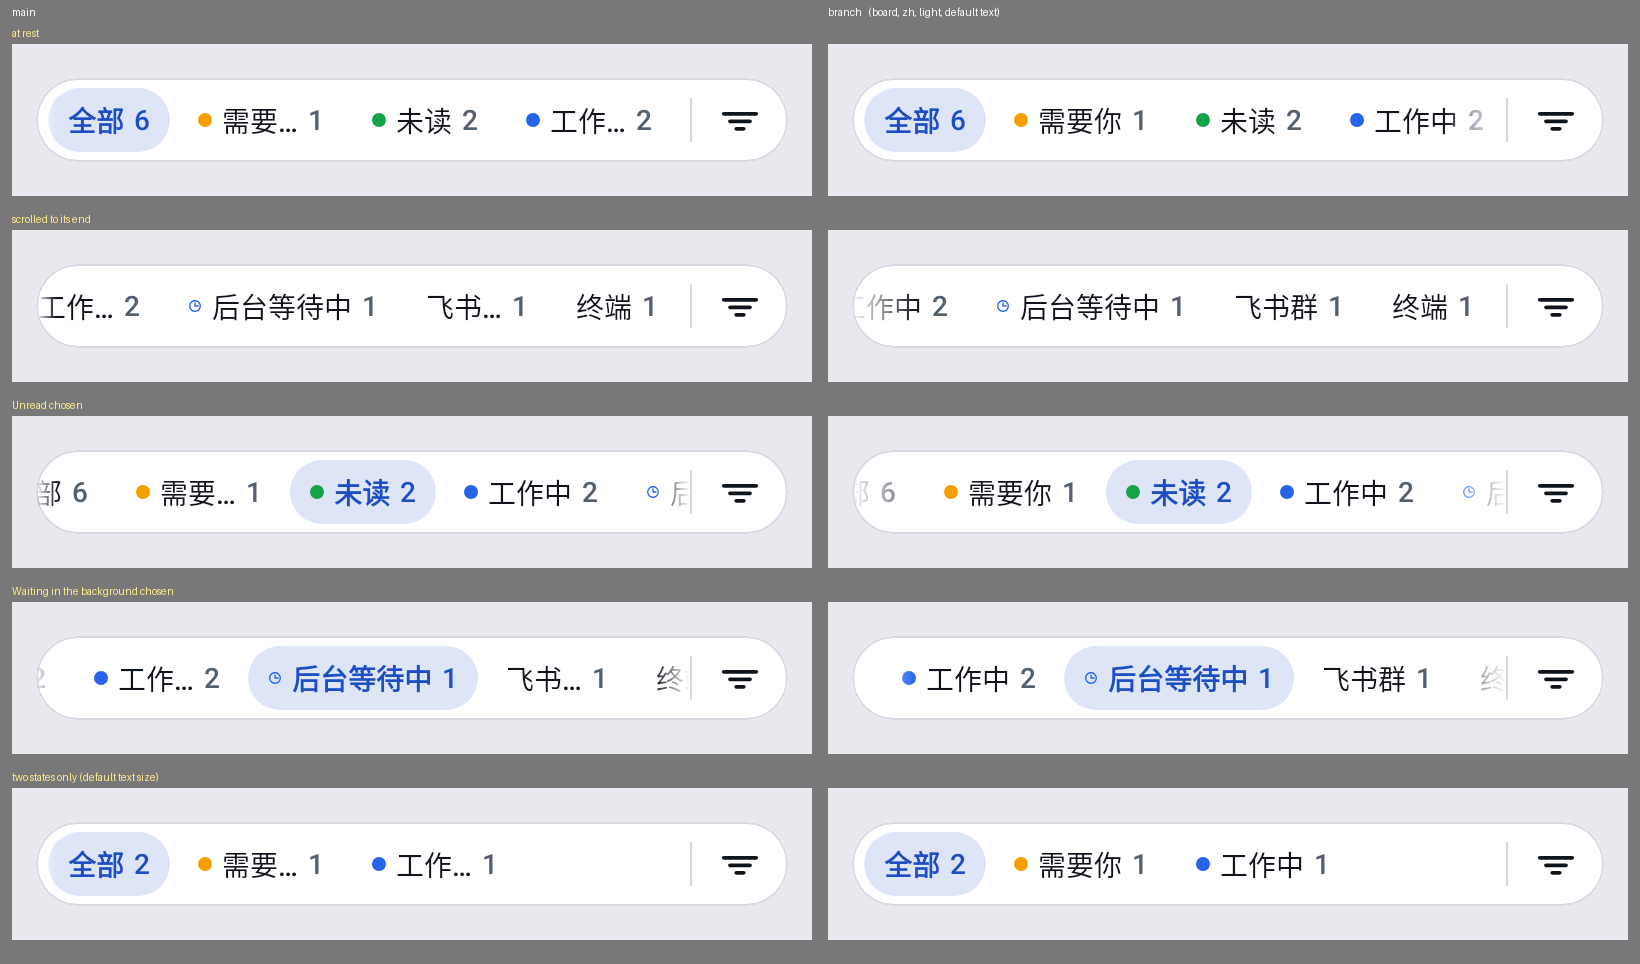 main
branch (board, zh, light, default text)
at rest
全部 6 需要... 1 未读 2 工作... 2
全部 6 需要你 1 未读 2 工作中 2
scrolled to its end
工作... 2 后台等待中 1 飞书... 1 终端 1
工作中 2 后台等待中 1 飞书群 1 终端 1
Unread chosen
部 6 需要... 1 未读 2 工作中 2 后
部 6 需要你 1 未读 2 工作中 2 后
Waiting in the background chosen
2 工作... 2 后台等待中 1 飞书... 1 终
工作中 2 后台等待中 1 飞书群 1 终
two states only (default text size)
全部 2 需要... 1 工作... 1
全部 2 需要你 1 工作中 1